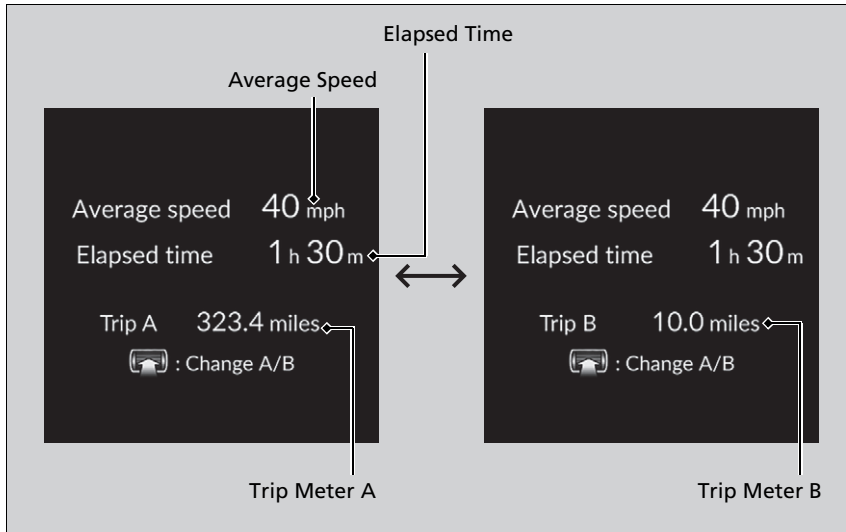 Elapsed Time
Average Speed
Average speed 40 mph
Elapsed time 1 h 30 m
Trip A 323.4 miles
: Change A/B
Average speed 40 mph
Elapsed time 1 h 30 m
Trip B 10.0 miles
: Change A/B
Trip Meter A
Trip Meter B